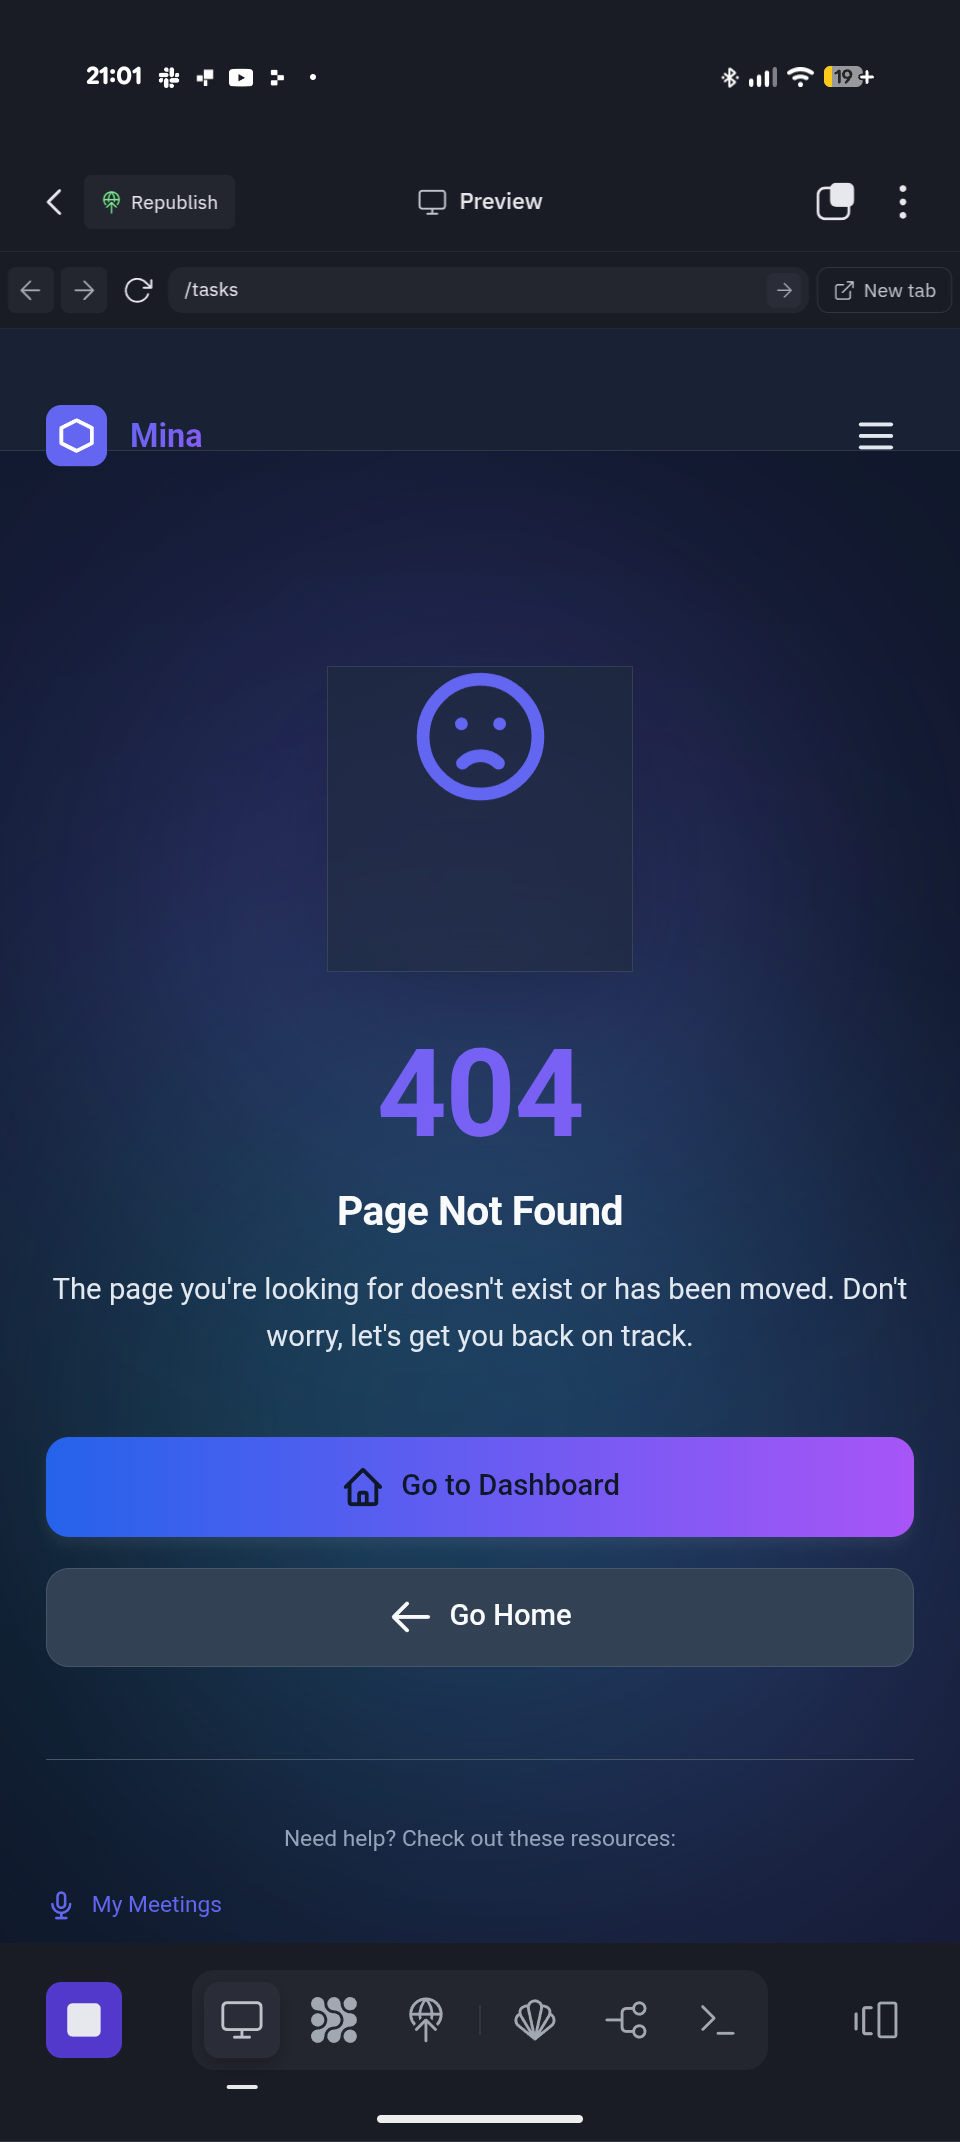 21:01
19
Republish
Preview
/tasks
New tab
Mina
404
Page Not Found
The page you're looking for doesn't exist or has been moved. Don't
worry, let's get you back on track.
Go to Dashboard
Go Home
Need help? Check out these resources:
My Meetings